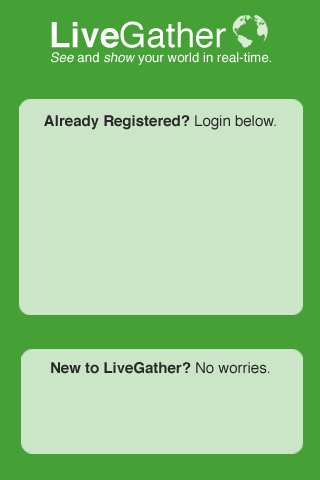 LiveGather
See and show your world in real-time.
Already Registered? Login below.
New to LiveGather? No worries.